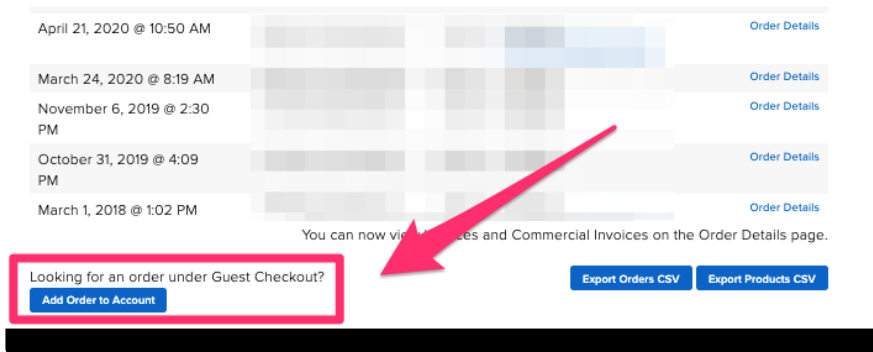 April 21, 2020 @ 10:50 AM
Order Details
March 24, 2020 @ 8:19 AM
Order Details
November 6, 2019 @ 2:30
PM
Order Details
October 31, 2019 @ 4:09
PM
Order Details
March 1, 2018 @ 1:02 PM
Order Details
You can now and Commercial Invoices on the Order Details page.
Looking for an order under Guest Checkout?
Add Order to Account
Export Orders CSV
Export Products CSV